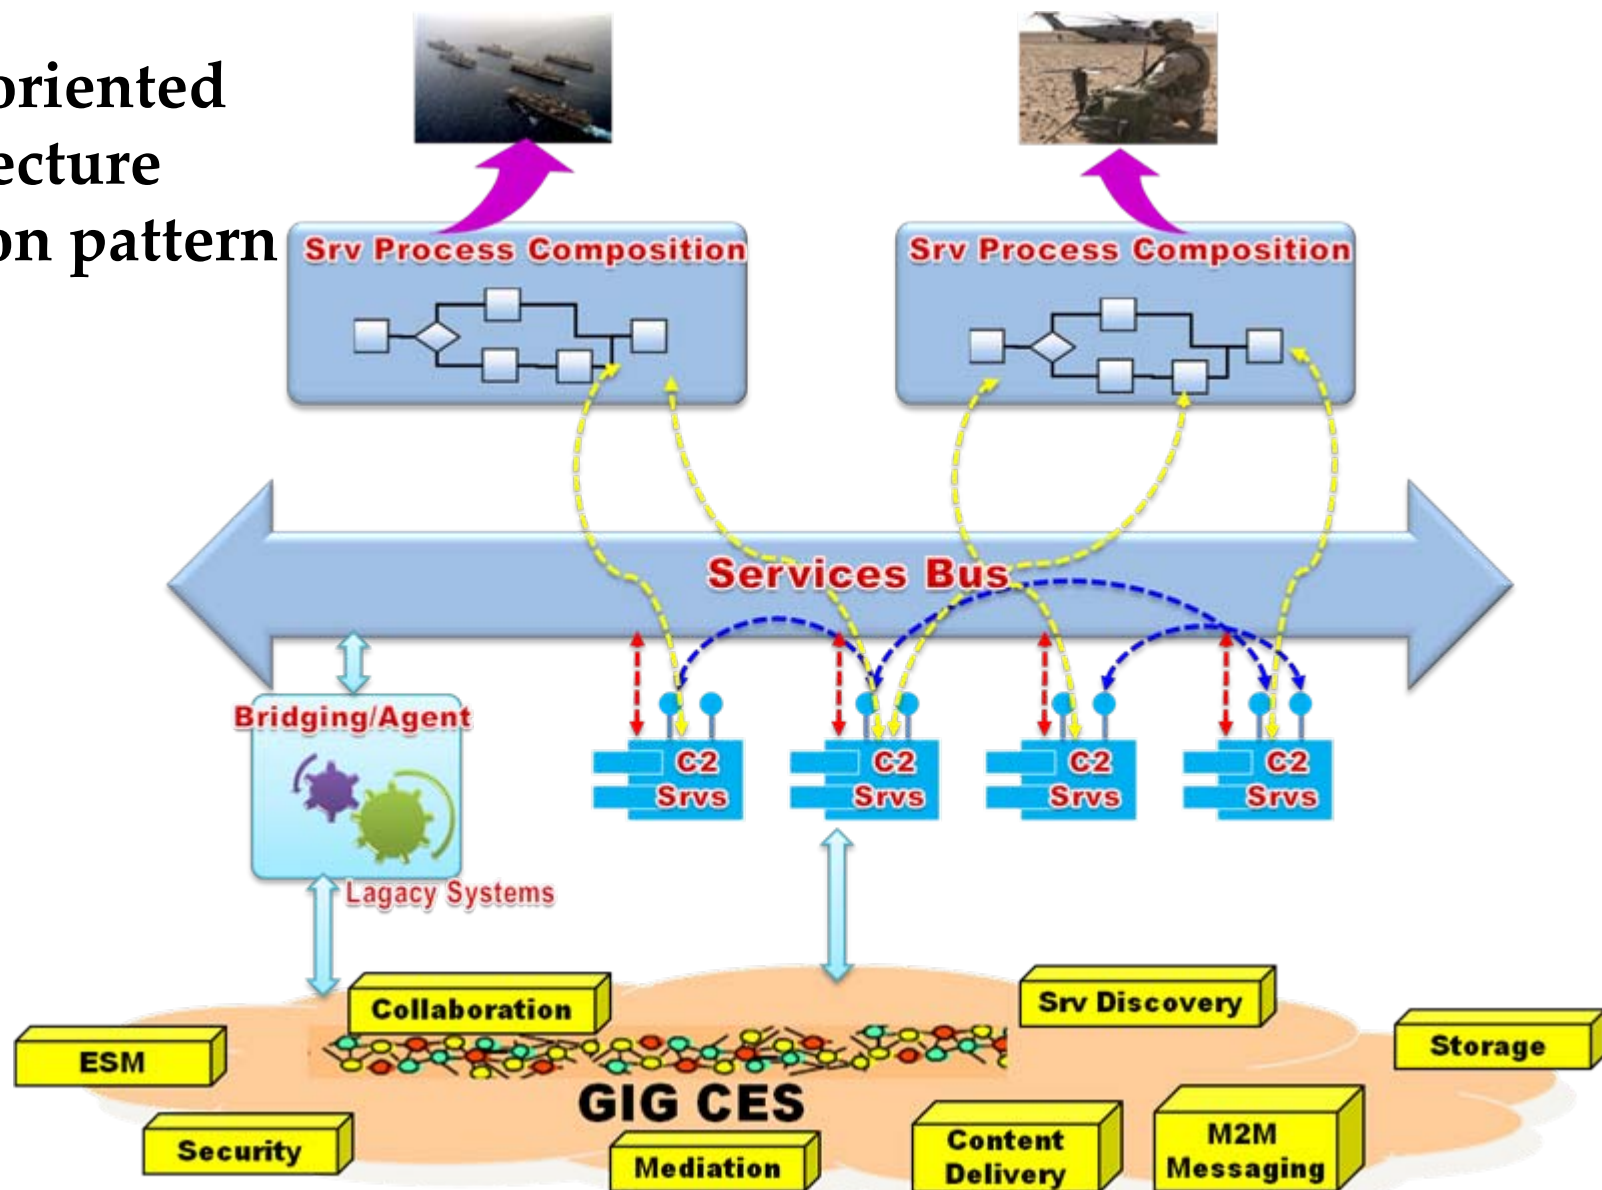 oriented
ecture
on pattern
Srv Process Composition
Srv Process Composition
Services Bus
Bridging/Agent
C2
Srvs
C2
Srvs
C2
Srvs
C2
Srvs
Lagacy Systems
Collaboration
Srv Discovery
ESM
Storage
GIG CES
Security
Mediation
Content
Delivery
M2M
Messaging